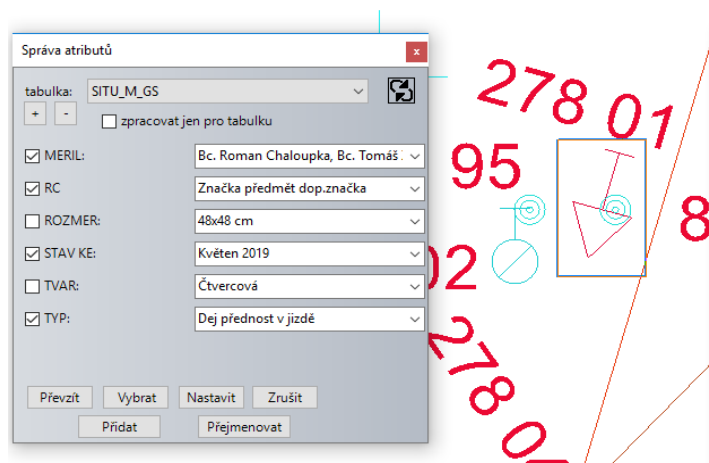 Správa atributů
x
tabulka: SITU_M_GS
+ -
zpracovat jen pro tabulku
MERIL: Bc. Roman Chaloupka, Bc. Tomáš
RC Značka předmět dop.značka
ROZMER: 48x48 cm
STAV KE: Květen 2019
TVAR: Čtvercová
TYP: Dej přednost v jizdě
Převzít Vybrat Nastavit Zrušit
Přidat Přejmenovat
278 01
95
8
02
278